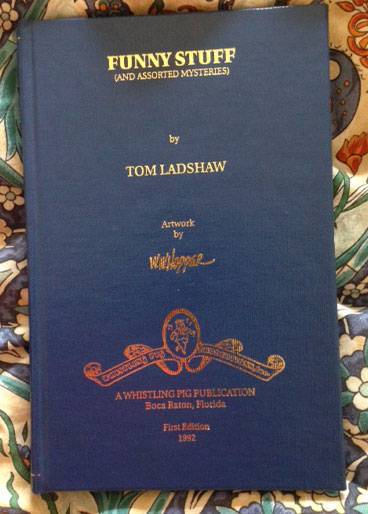 FUNNY STUFF
(AND ASSORTED MYSTERIES)
by
TOM LADSHAW
Artwork
by
A WHISTLING PIG PUBLICATION
Boca Raton, Florida
First Edition
1992